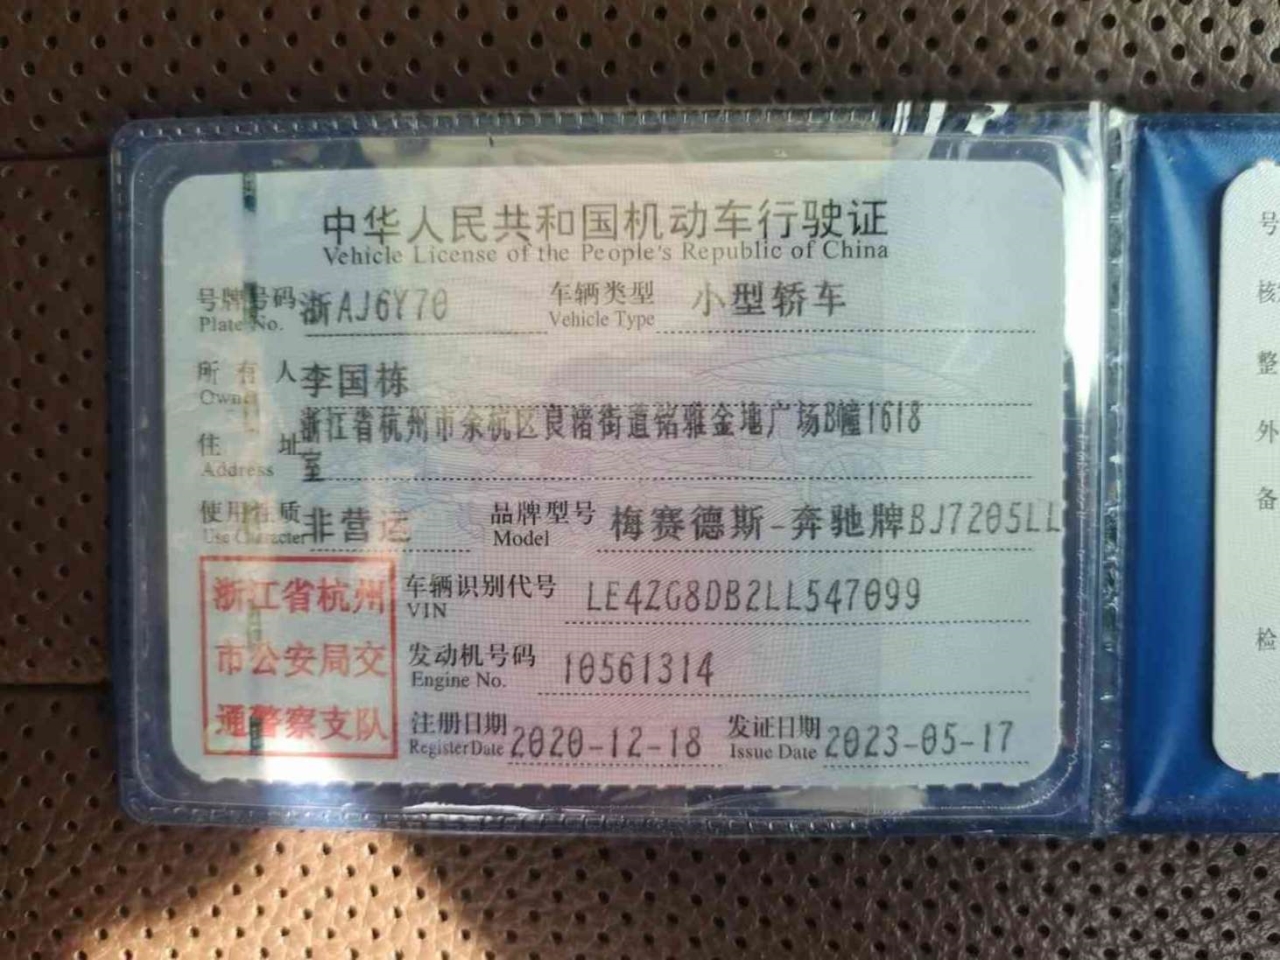 中华人民共和国机动车行驶证
Vehicle License of the People's Republic of China
号牌号码 浙AJ6Y70 车辆类型 小型轿车
Plate No. Vehicle Type
所有人 李国栋
Owner
住址 浙江省杭州市余杭区良渚街道铭雅金地广场B幢1618
Address 室
使用性质 非营运 品牌型号 梅赛德斯-奔驰牌BJ7205LL
Use Character Model
浙江省杭州
市公安局交
通警察支队
车辆识别代号 LE4ZG8DB2LL547099
VIN
发动机号码 10561314
Engine No.
注册日期 2020-12-18 发证日期 2023-05-17
Register Date Issue Date
号
核
整
外
备
检